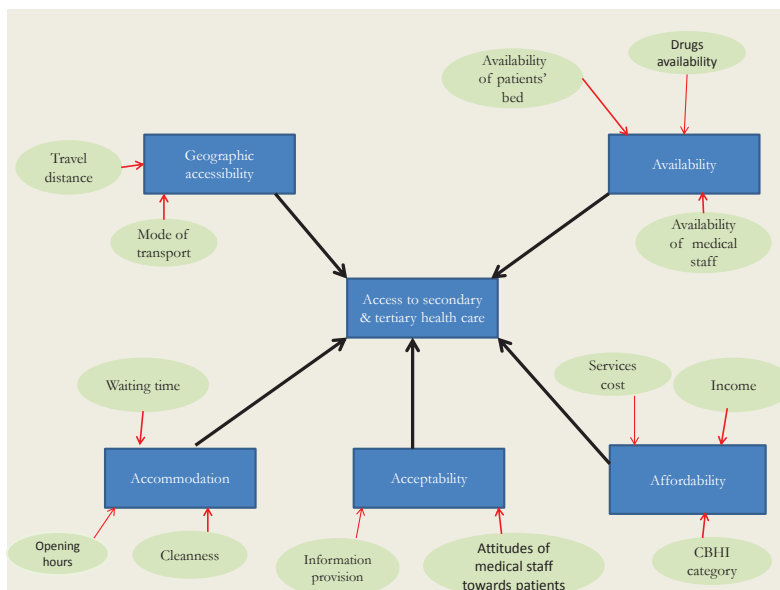 Availability
of patients'
bed
Drugs
availability
Travel
distance
Geographic
accessibility
Availability
Mode of
transport
Availability
of medical
staff
Access to secondary
& tertiary health care
Waiting time
Services
cost
Income
Accommodation
Acceptability
Affordability
Opening
hours
Cleanness
Information
provision
Attitudes of
medical staff
towards patients
CBHI
category